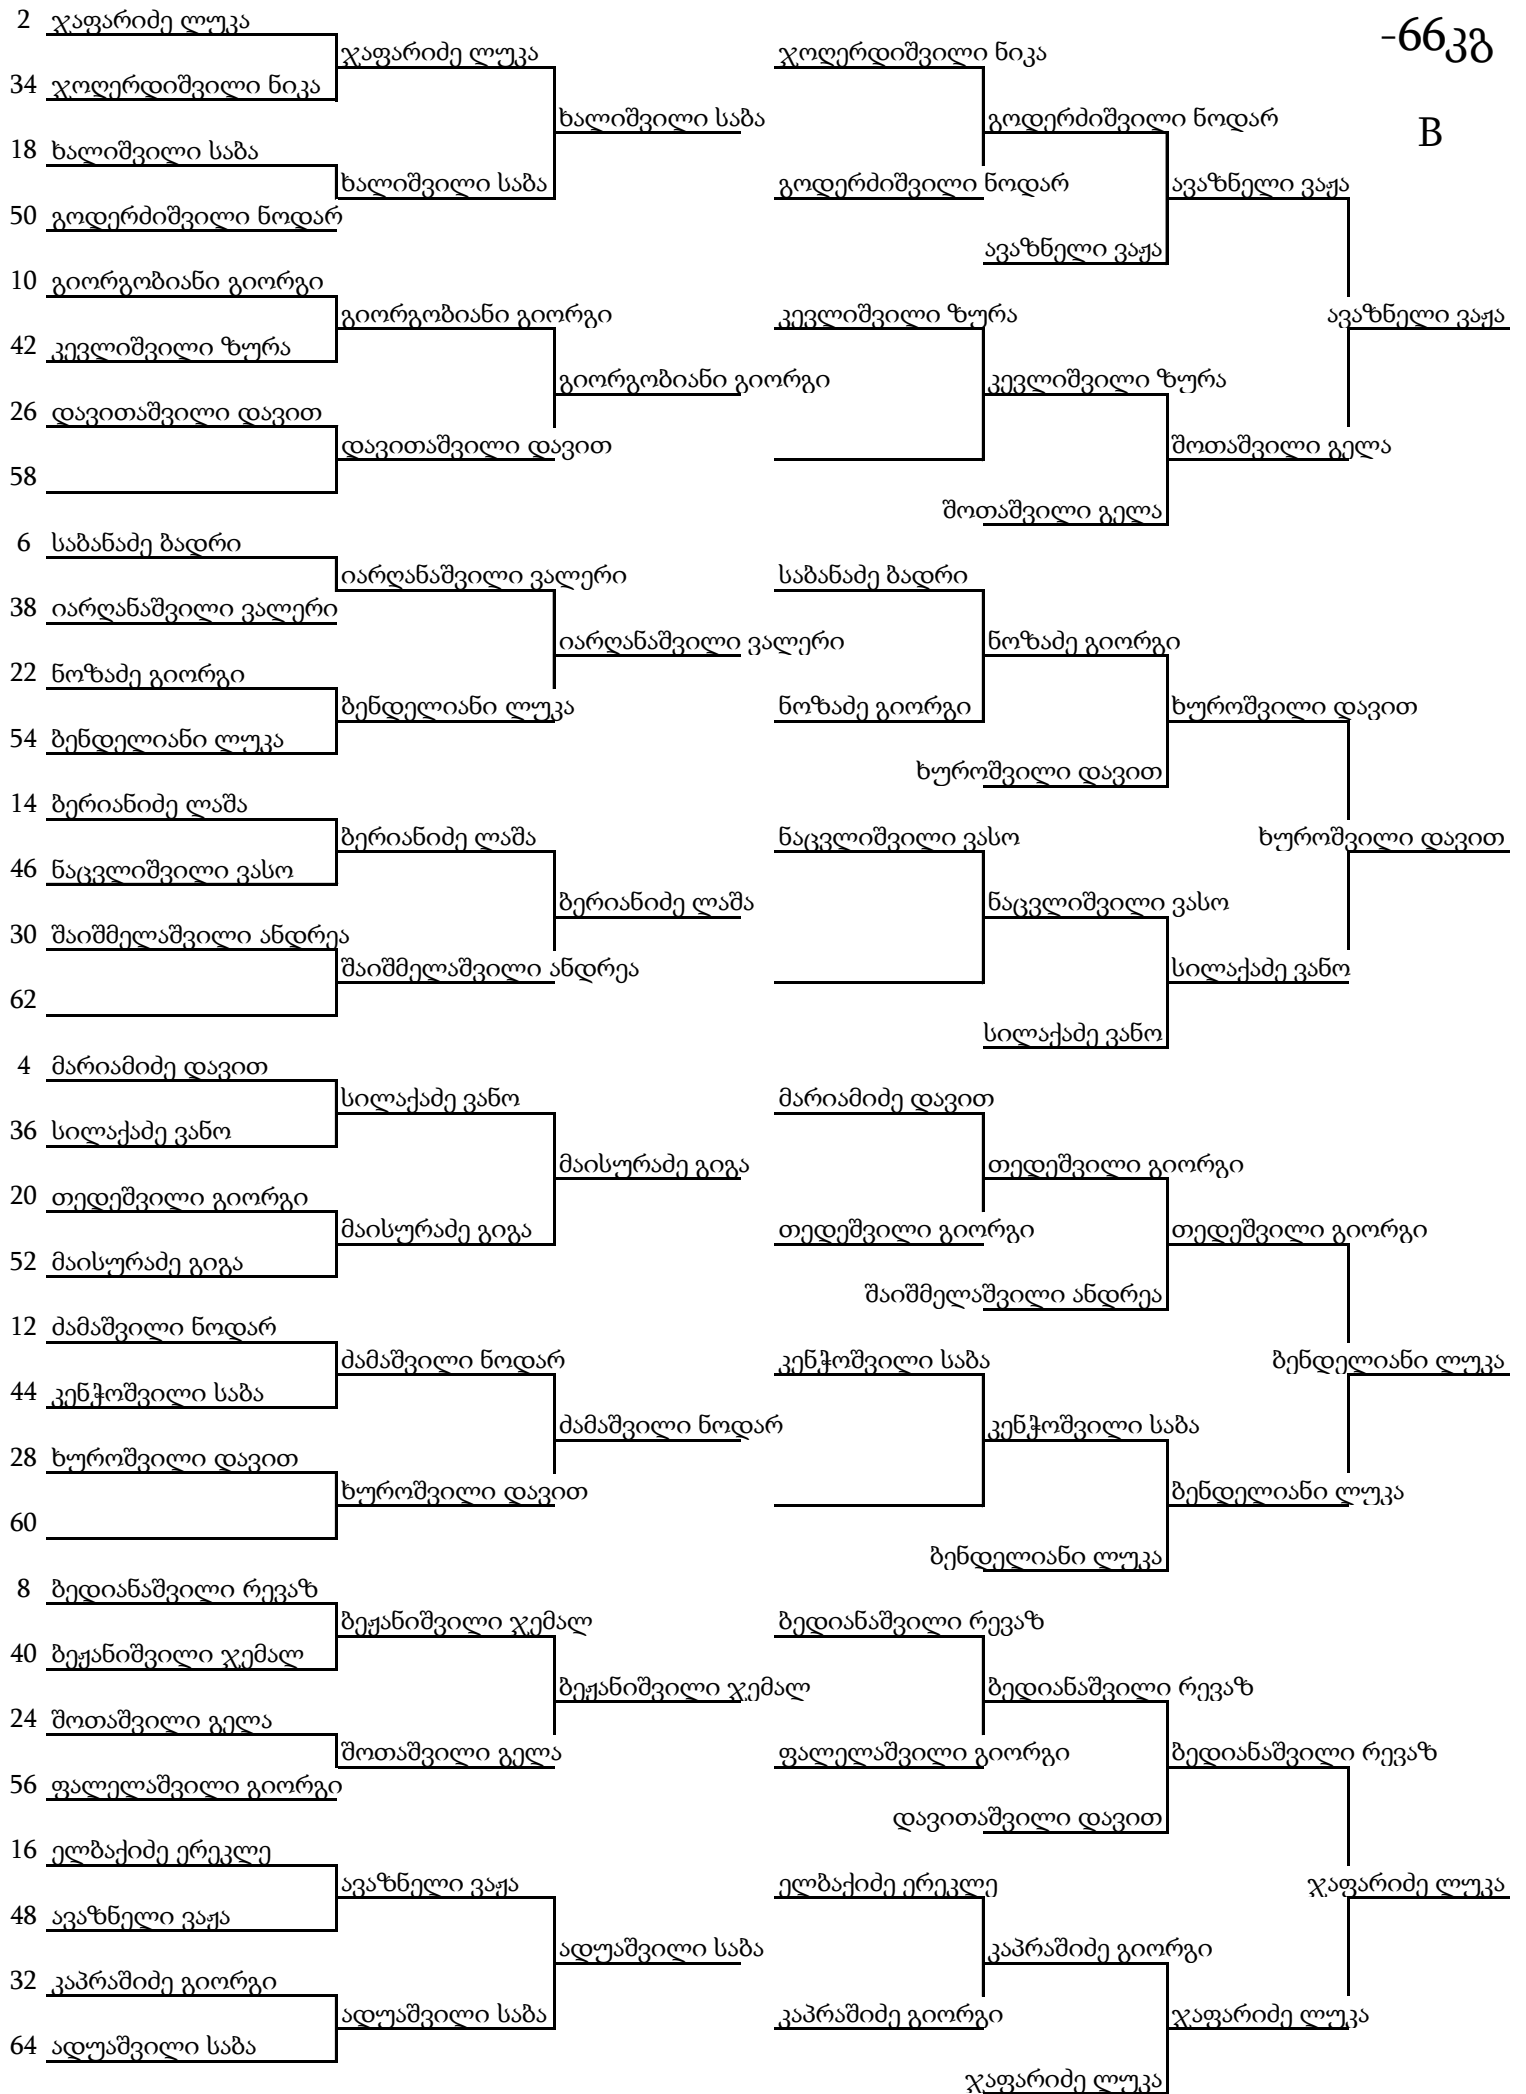 2 ჯაფარიძე ლუკა
ჯაფარიძე ლუკა
ჯოღერდიშვილი ნიკა
-66კგ
34 ჯოღერდიშვილი ნიკა
ხალიშვილი საბა
გოდერძიშვილი ნოდარ
B
18 ხალიშვილი საბა
ხალიშვილი საბა
გოდერძიშვილი ნოდარ
ავაზნელი ვაჟა
50 გოდერძიშვილი ნოდარ
ავაზნელი ვაჟა
10 გიორგობიანი გიორგი
გიორგობიანი გიორგი
კევლიშვილი ზურა
ავაზნელი ვაჟა
42 კევლიშვილი ზურა
გიორგობიანი გიორგი
კევლიშვილი ზურა
26 დავითაშვილი დავით
დავითაშვილი დავით
შოთაშვილი გელა
58
შოთაშვილი გელა
6 საბანაძე ბადრი
იარღანაშვილი ვალერი
საბანაძე ბადრი
38 იარღანაშვილი ვალერი
იარღანაშვილი ვალერი
ნოზაძე გიორგი
22 ნოზაძე გიორგი
ბენდელიანი ლუკა
ნოზაძე გიორგი
ხუროშვილი დავით
54 ბენდელიანი ლუკა
ხუროშვილი დავით
14 ბერიანიძე ლაშა
ბერიანიძე ლაშა
ნაცვლიშვილი ვასო
ხუროშვილი დავით
46 ნაცვლიშვილი ვასო
ბერიანიძე ლაშა
ნაცვლიშვილი ვასო
30 შაიშმელაშვილი ანდრეა
შაიშმელაშვილი ანდრეა
სილაქაძე ვანო
62
სილაქაძე ვანო
4 მარიამიძე დავით
სილაქაძე ვანო
მარიამიძე დავით
36 სილაქაძე ვანო
მაისურაძე გიგა
თედეშვილი გიორგი
20 თედეშვილი გიორგი
მაისურაძე გიგა
თედეშვილი გიორგი
თედეშვილი გიორგი
52 მაისურაძე გიგა
შაიშმელაშვილი ანდრეა
12 ძამაშვილი ნოდარ
ძამაშვილი ნოდარ
კენჭოშვილი საბა
ბენდელიანი ლუკა
44 კენჭოშვილი საბა
ძამაშვილი ნოდარ
კენჭოშვილი საბა
28 ხუროშვილი დავით
ხუროშვილი დავით
ბენდელიანი ლუკა
60
ბენდელიანი ლუკა
8 ბედიანაშვილი რევაზ
ბეჟანიშვილი ჯემალ
ბედიანაშვილი რევაზ
40 ბეჟანიშვილი ჯემალ
ბეჟანიშვილი ჯემალ
ბედიანაშვილი რევაზ
24 შოთაშვილი გელა
შოთაშვილი გელა
ფალელაშვილი გიორგი
ბედიანაშვილი რევაზ
56 ფალელაშვილი გიორგი
დავითაშვილი დავით
16 ელბაქიძე ერეკლე
ავაზნელი ვაჟა
ელბაქიძე ერეკლე
ჯაფარიძე ლუკა
48 ავაზნელი ვაჟა
ადუაშვილი საბა
კაპრაშიძე გიორგი
32 კაპრაშიძე გიორგი
ადუაშვილი საბა
კაპრაშიძე გიორგი
ჯაფარიძე ლუკა
64 ადუაშვილი საბა
ჯაფარიძე ლუკა